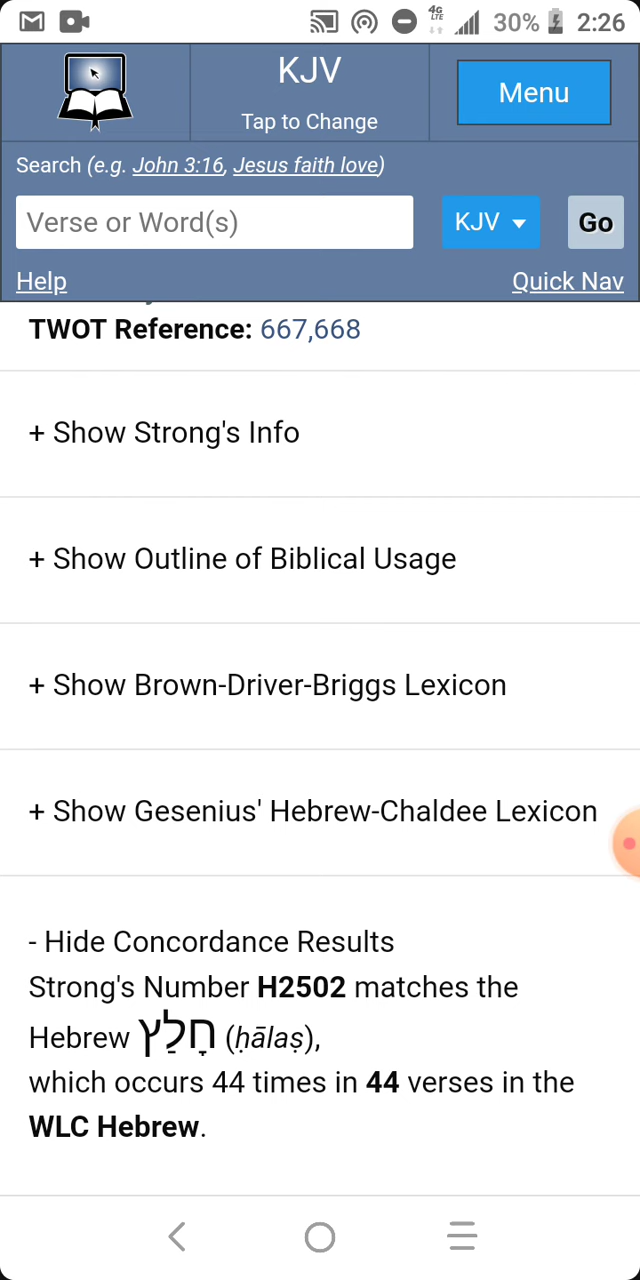 4G
LTE
30%
2:26
KJV
Tap to Change
Menu
Search (e.g. John 3:16, Jesus faith love)
Verse or Word(s)
KJV
Go
Help
Quick Nav
TWOT Reference: 667,668
+ Show Strong's Info
+ Show Outline of Biblical Usage
+ Show Brown-Driver-Briggs Lexicon
+ Show Gesenius' Hebrew-Chaldee Lexicon
- Hide Concordance Results
Strong's Number H2502 matches the
Hebrew חָלַץ (ḥālaṣ),
which occurs 44 times in 44 verses in the
WLC Hebrew.